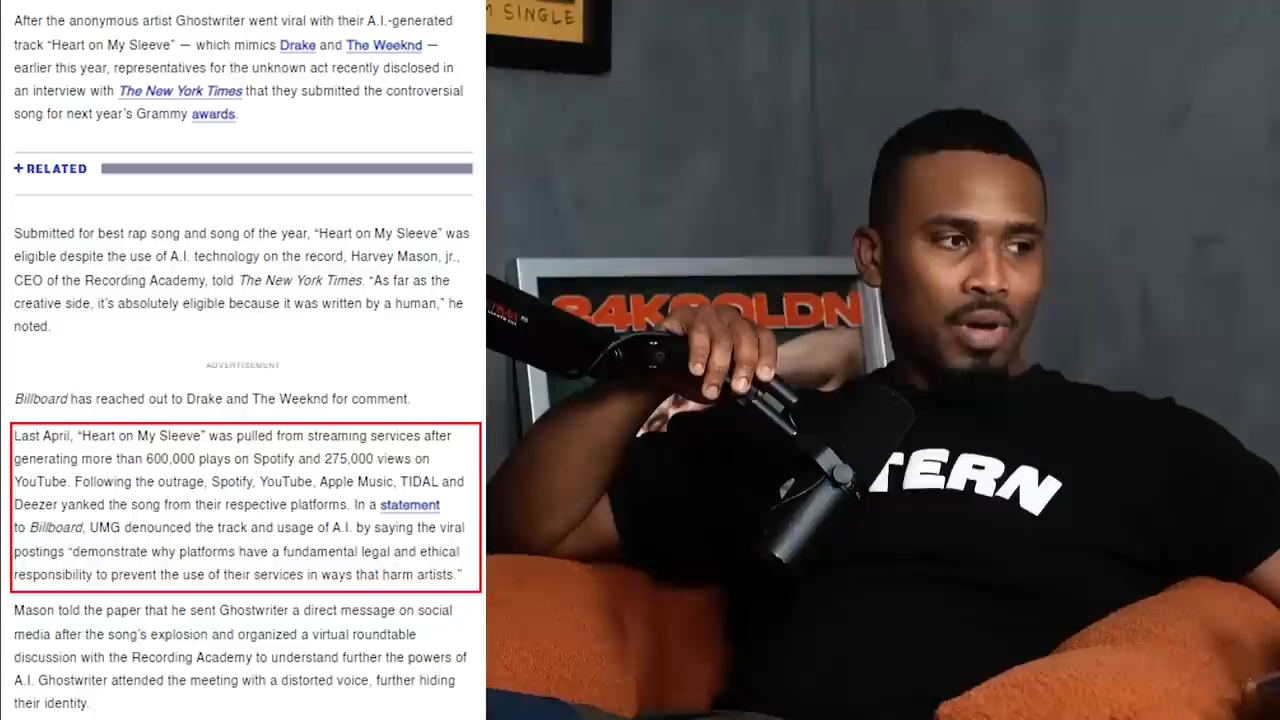 After the anonymous artist Ghostwriter went viral with their A.I.-generated
track “Heart on My Sleeve” — which mimics Drake and The Weeknd —
earlier this year, representatives for the unknown act recently disclosed in
an interview with The New York Times that they submitted the controversial
song for next year’s Grammy awards.
+ RELATED
Submitted for best rap song and song of the year, “Heart on My Sleeve” was
eligible despite the use of A.I. technology on the record, Harvey Mason, jr.,
CEO of the Recording Academy, told The New York Times. “As far as the
creative side, it’s absolutely eligible because it was written by a human,” he
noted.
ADVERTISEMENT
Billboard has reached out to Drake and The Weeknd for comment.
Last April, “Heart on My Sleeve” was pulled from streaming services after
generating more than 600,000 plays on Spotify and 275,000 views on
YouTube. Following the outrage, Spotify, YouTube, Apple Music, TIDAL and
Deezer yanked the song from their respective platforms. In a statement
to Billboard, UMG denounced the track and usage of A.I. by saying the viral
postings “demonstrate why platforms have a fundamental legal and ethical
responsibility to prevent the use of their services in ways that harm artists.”
Mason told the paper that he sent Ghostwriter a direct message on social
media after the song’s explosion and organized a virtual roundtable
discussion with the Recording Academy to understand further the powers of
A.I. Ghostwriter attended the meeting with a distorted voice, further hiding
their identity.
SINGLE
24KGOLDN
TERN